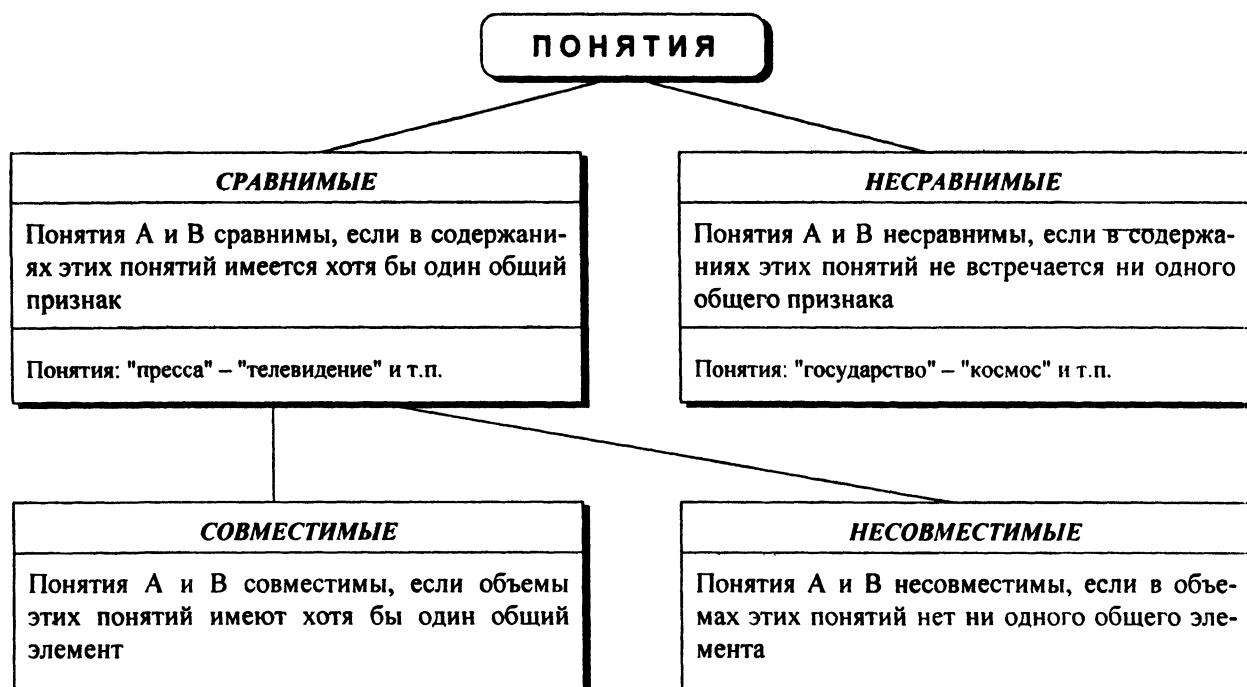 ПОНЯТИЯ
СРАВНИМЫЕ
Понятия А и В сравнимы, если в содержани-
ях этих понятий имеется хотя бы один общий
признак
Понятия: "пресса" – "телевидение" и т.п.
НЕСРАВНИМЫЕ
Понятия А и В несравнимы, если в содержа-
ниях этих понятий не встречается ни одного
общего признака
Понятия: "государство" – "космос" и т.п.
СОВМЕСТИМЫЕ
Понятия А и В совместимы, если объемы
этих понятий имеют хотя бы один общий
элемент
НЕСОВМЕСТИМЫЕ
Понятия А и В несовместимы, если в объе-
мах этих понятий нет ни одного общего эле-
мента